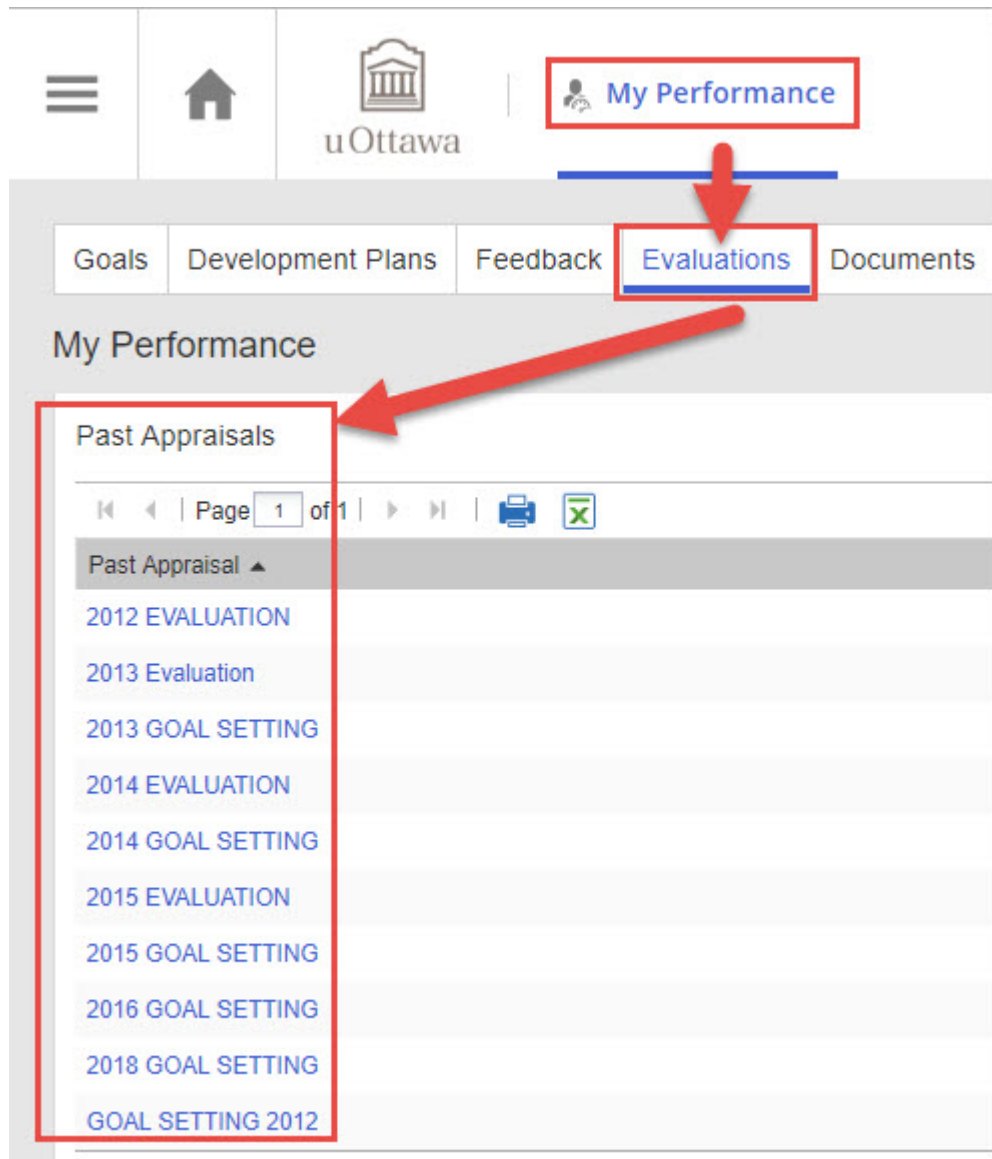 uOttawa
My Performance
Goals Development Plans Feedback Evaluations Documents
My Performance
Past Appraisals
Page 1 of 1
Past Appraisal
2012 EVALUATION
2013 Evaluation
2013 GOAL SETTING
2014 EVALUATION
2014 GOAL SETTING
2015 EVALUATION
2015 GOAL SETTING
2016 GOAL SETTING
2018 GOAL SETTING
GOAL SETTING 2012